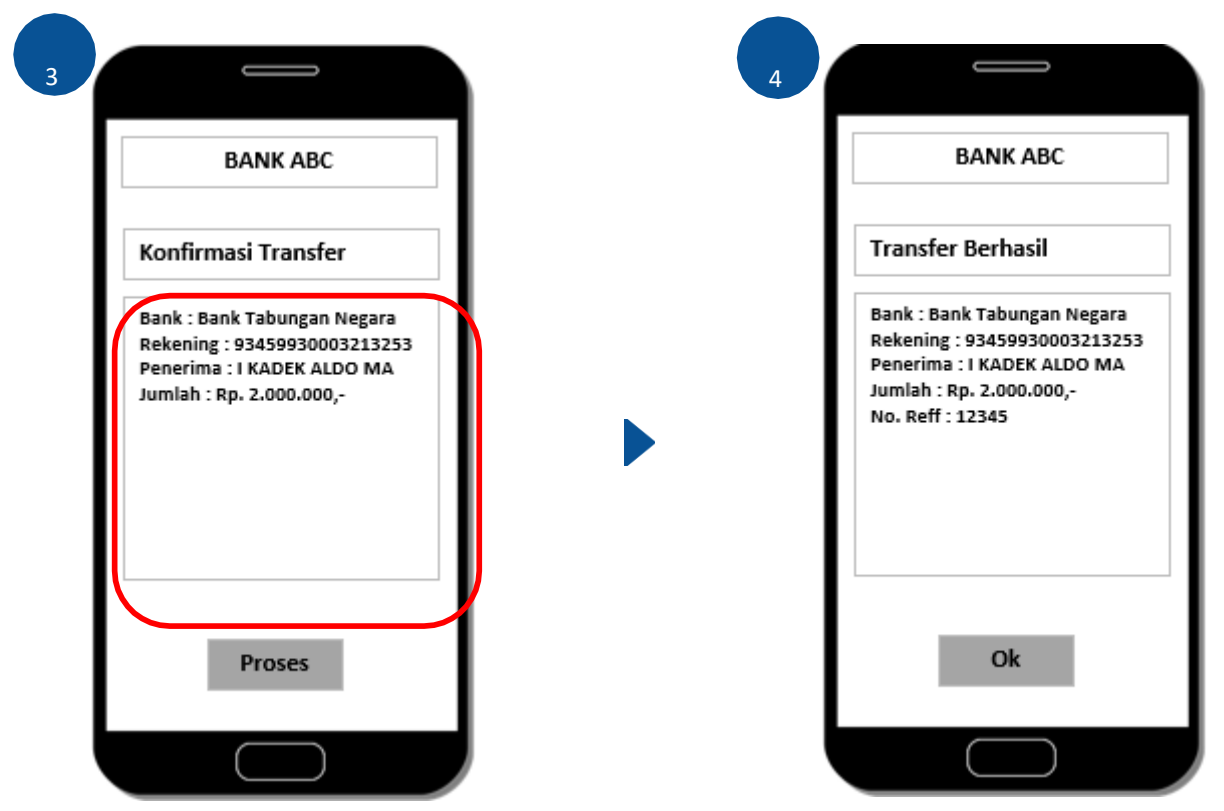 3
BANK ABC
Konfirmasi Transfer
Bank : Bank Tabungan Negara
Rekening : 93459930003213253
Penerima : I KADEK ALDO MA
Jumlah : Rp. 2.000.000,-
Proses
4
BANK ABC
Transfer Berhasil
Bank : Bank Tabungan Negara
Rekening : 93459930003213253
Penerima : I KADEK ALDO MA
Jumlah : Rp. 2.000.000,-
No. Reff : 12345
Ok